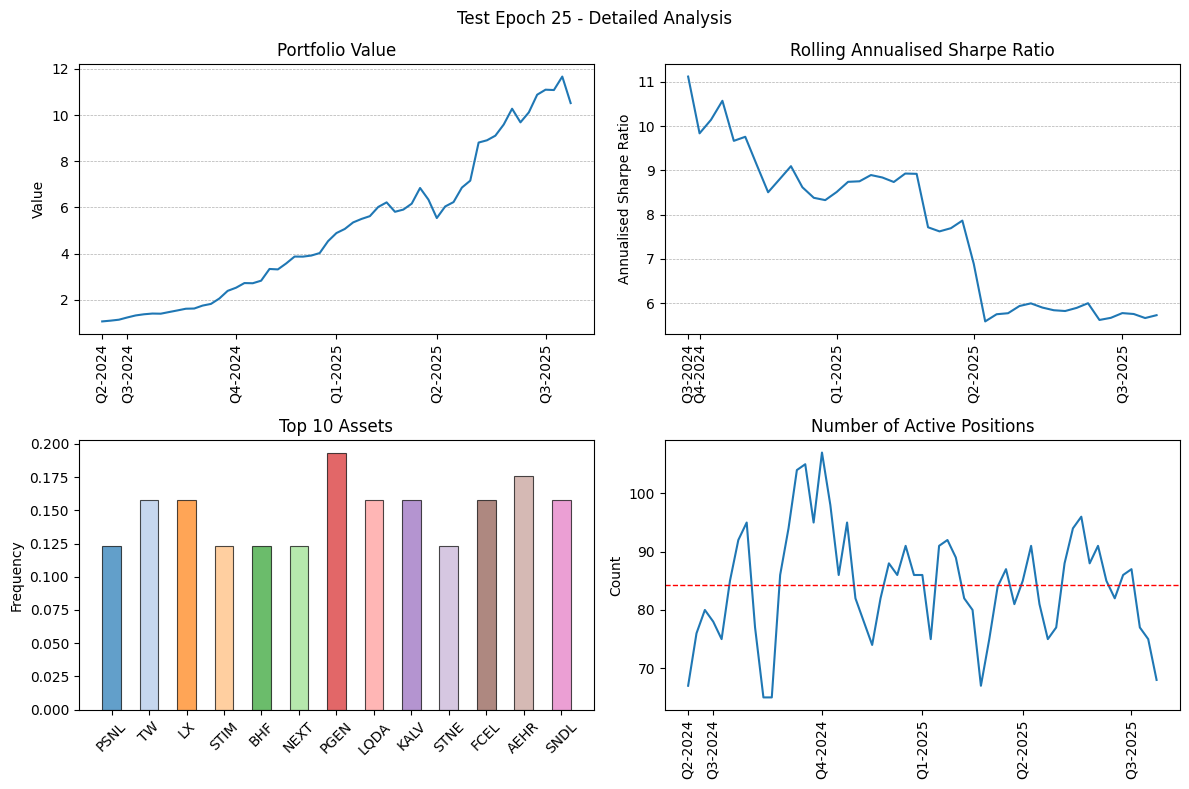 Test Epoch 25 - Detailed Analysis
Portfolio Value
Value
12
10
8
6
4
2
Q2-2024
Q3-2024
Q4-2024
Q1-2025
Q2-2025
Q3-2025
Rolling Annualised Sharpe Ratio
Annualised Sharpe Ratio
11
10
9
8
7
6
Q3-2024
Q4-2024
Q1-2025
Q2-2025
Q3-2025
Top 10 Assets
Frequency
0.200
0.175
0.150
0.125
0.100
0.075
0.050
0.025
0.000
PSNL
TW
LX
STIM
BHF
NEXT
PGEN
LQDA
KALV
STNE
FCEL
AEHR
SNDL
Number of Active Positions
Count
100
90
80
70
Q2-2024
Q3-2024
Q4-2024
Q1-2025
Q2-2025
Q3-2025